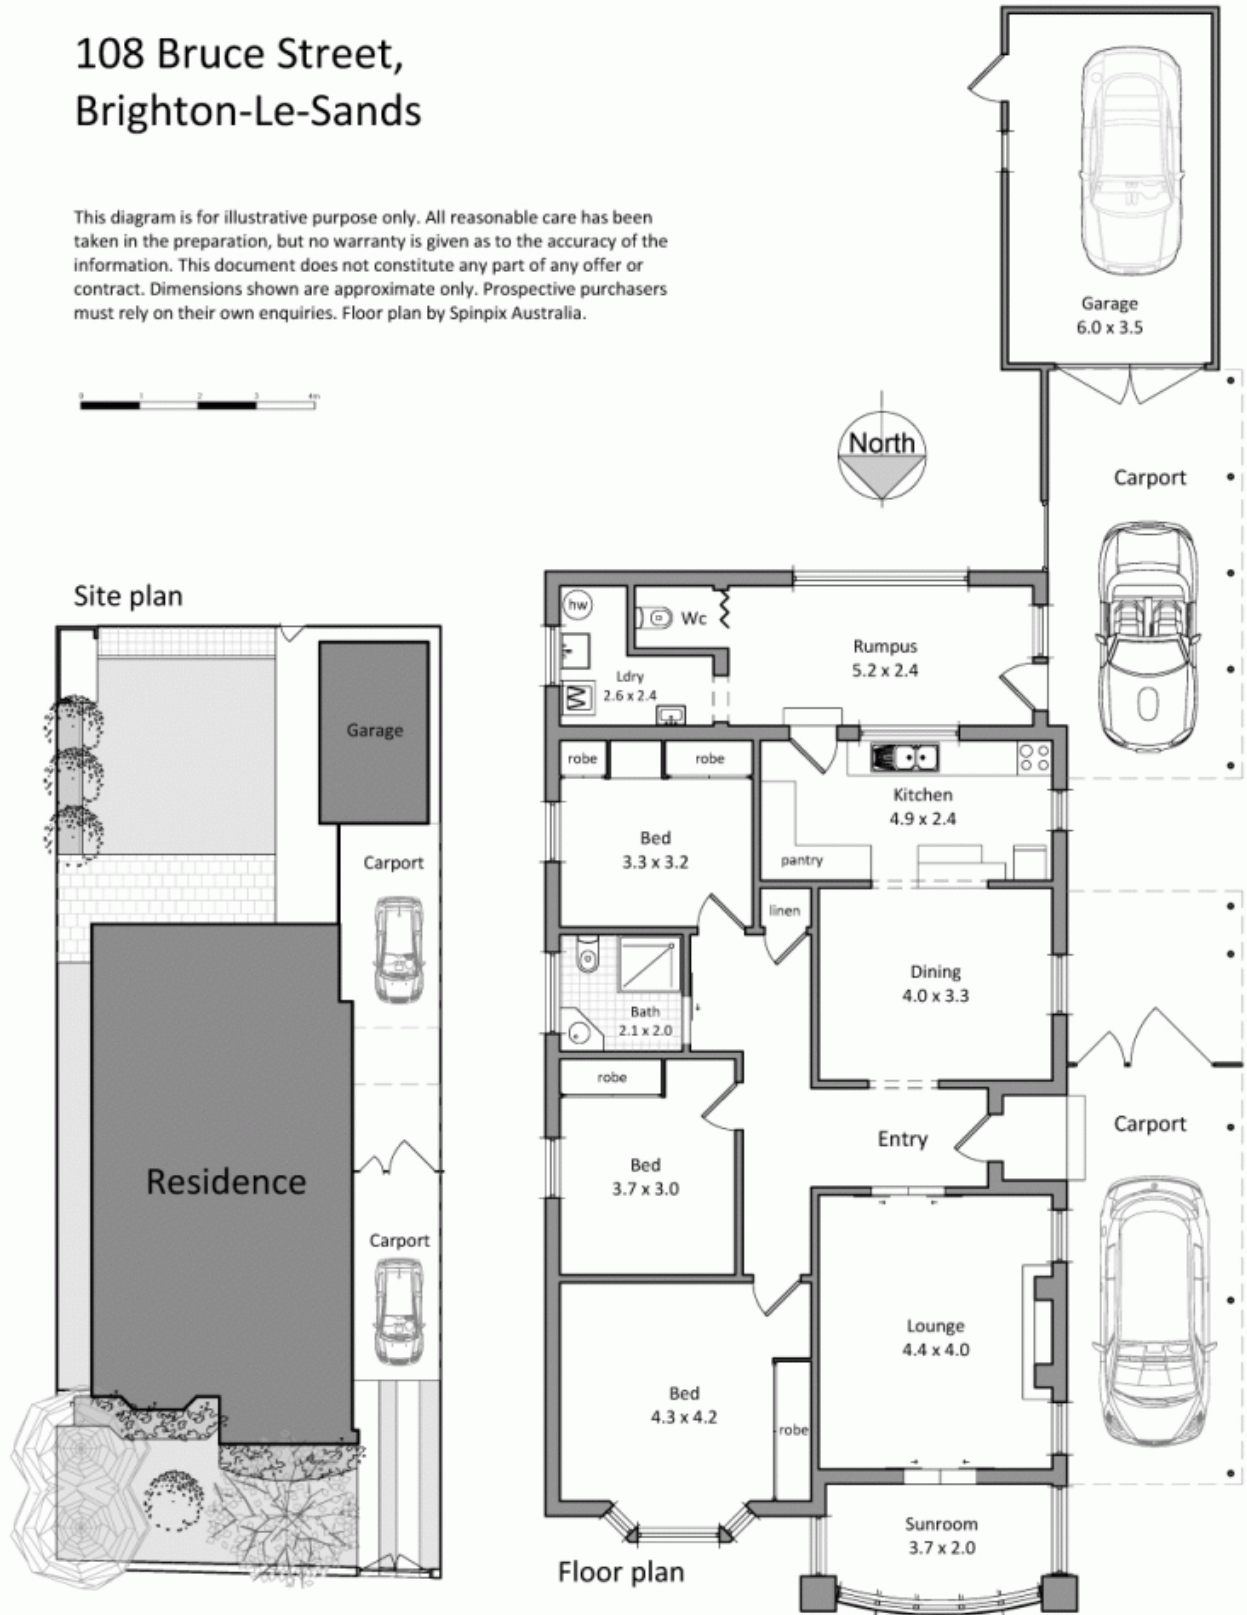 108 Bruce Street,
Brighton-Le-Sands
This diagram is for illustrative purpose only. All reasonable care has been
taken in the preparation, but no warranty is given as to the accuracy of the
information. This document does not constitute any part of any offer or
contract. Dimensions shown are approximate only. Prospective purchasers
must rely on their own enquiries. Floor plan by Spinpix Australia.
0 1 2 3 4m
North
Garage
6.0 x 3.5
Carport
Site plan
Garage
Carport
Residence
Carport
hw
Wc
Rumpus
5.2 x 2.4
Ldry
2.6 x 2.4
robe
robe
Kitchen
4.9 x 2.4
Bed
3.3 x 3.2
pantry
linen
Dining
4.0 x 3.3
Bath
2.1 x 2.0
robe
Entry
Carport
Bed
3.7 x 3.0
Lounge
4.4 x 4.0
Bed
4.3 x 4.2
robe
Sunroom
3.7 x 2.0
Floor plan